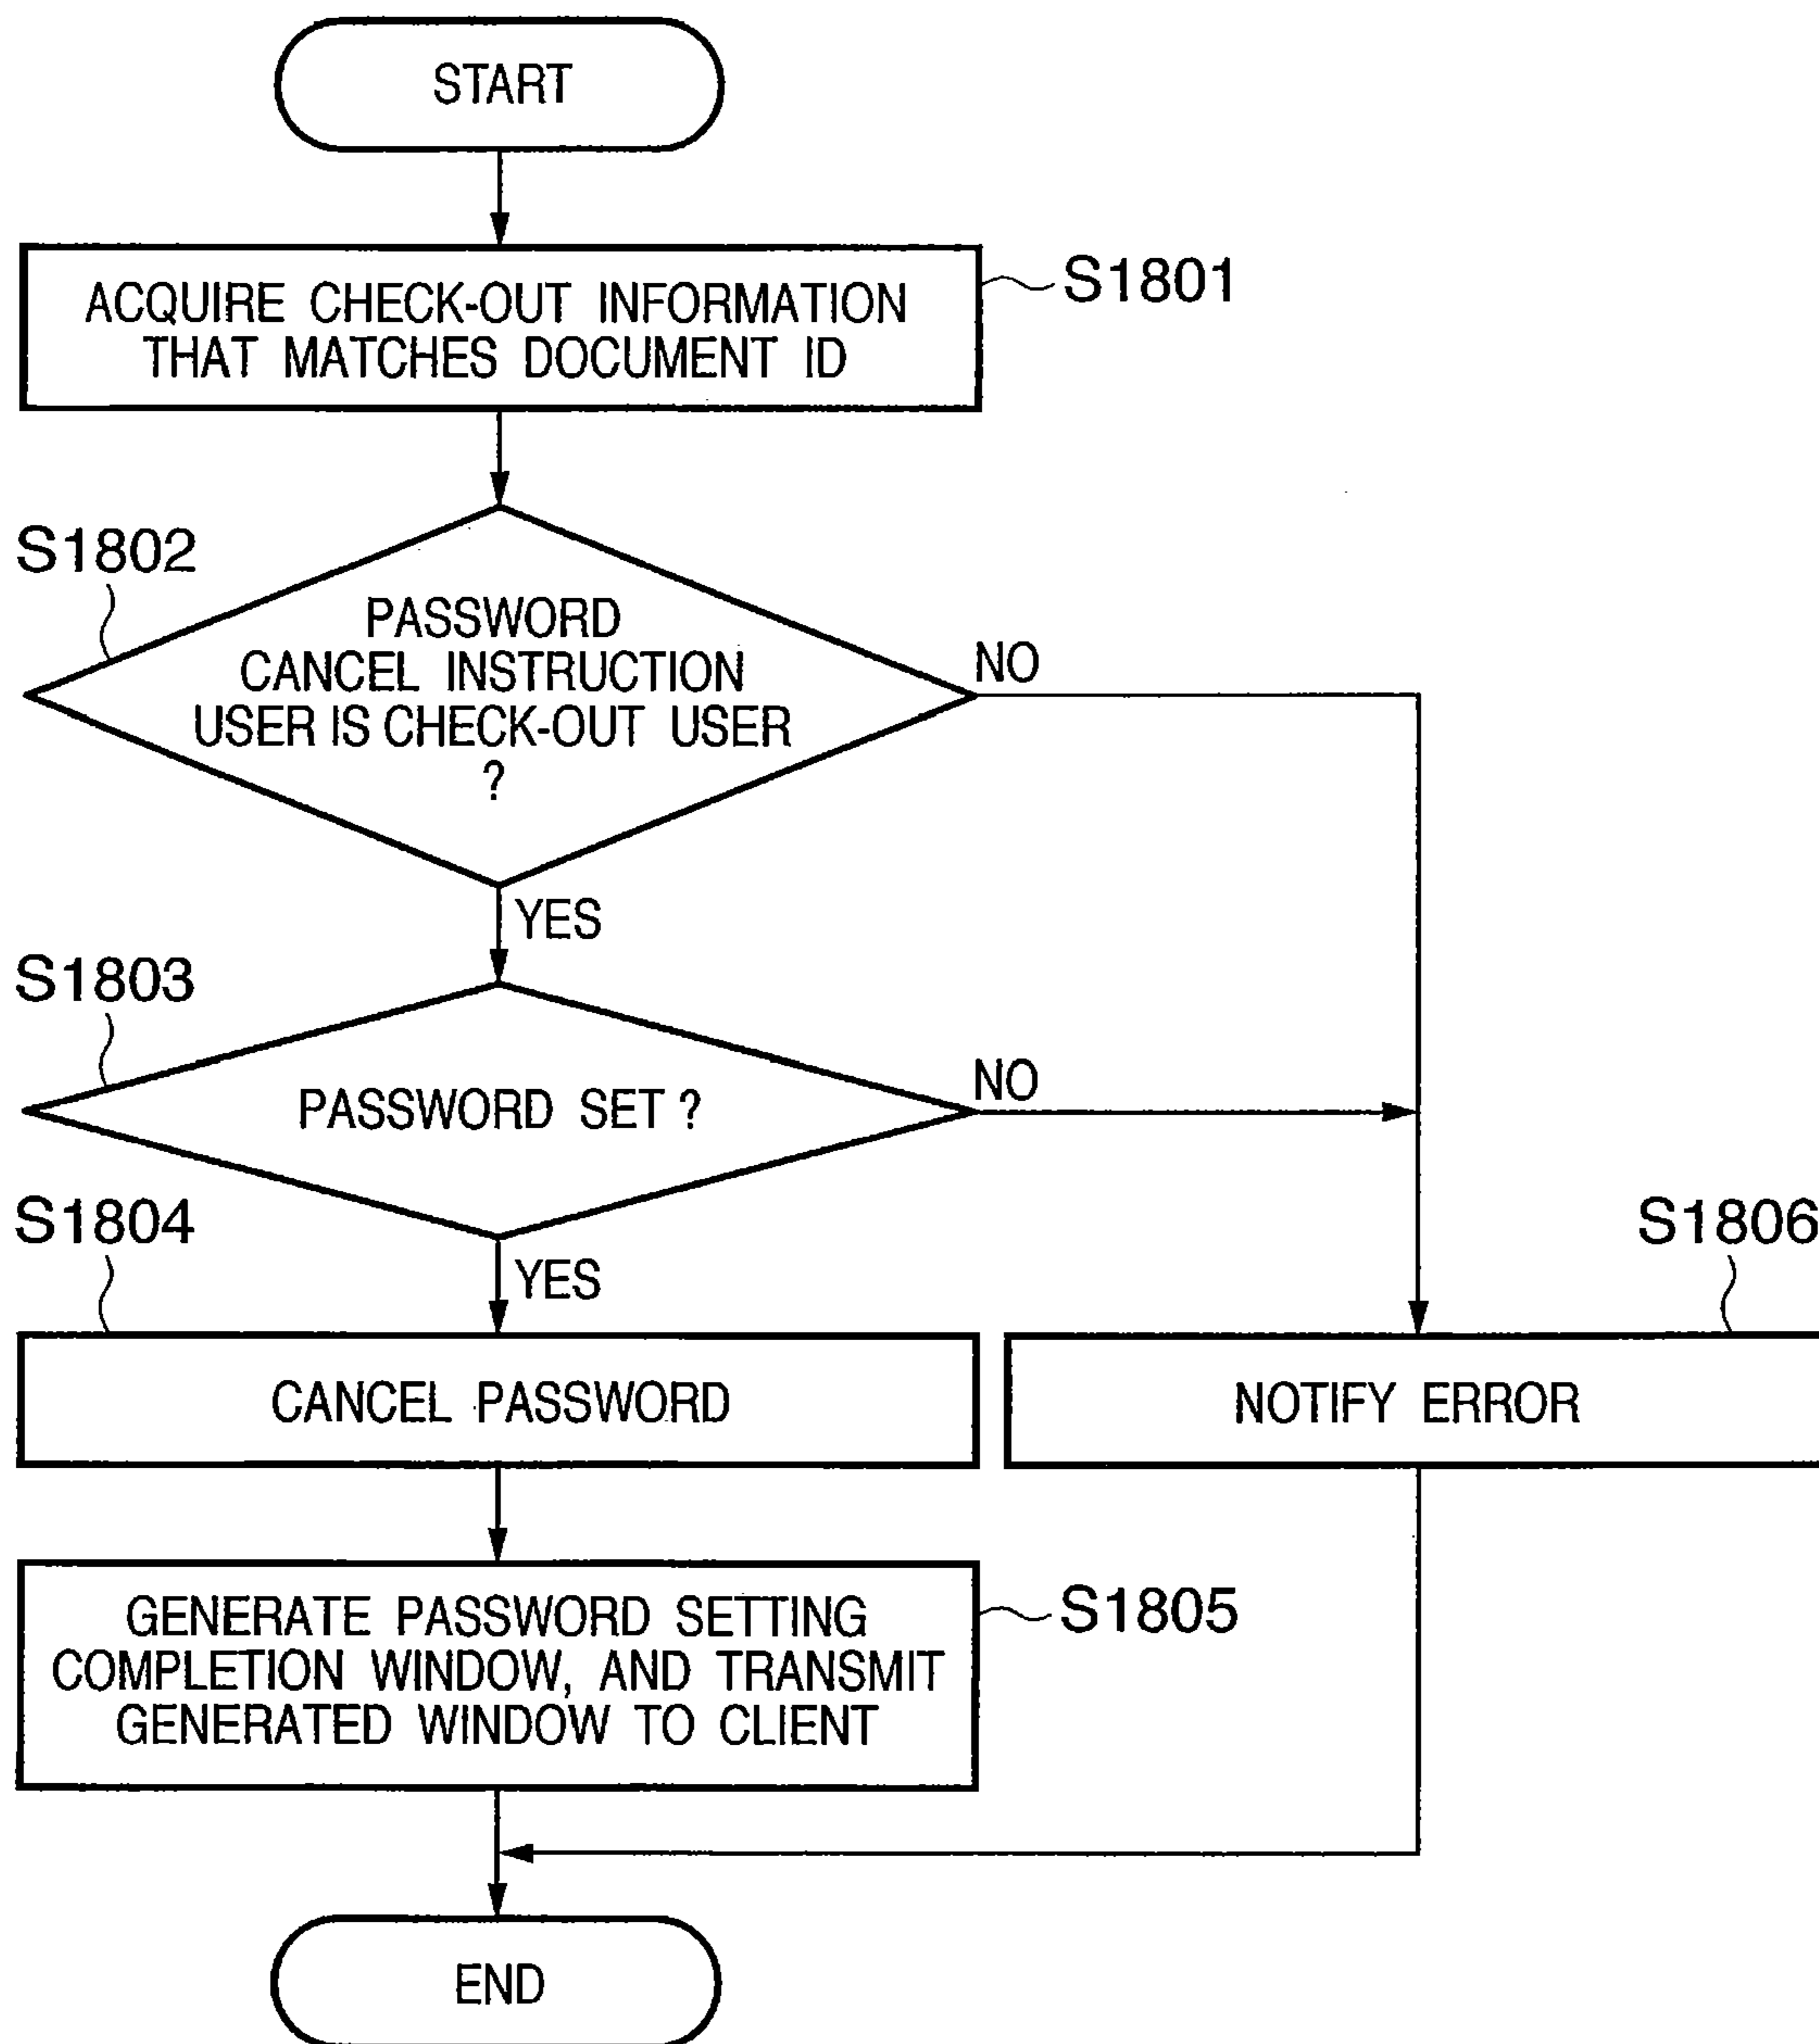 START
ACQUIRE CHECK-OUT INFORMATION
THAT MATCHES DOCUMENT ID
S1801
S1802
PASSWORD
CANCEL INSTRUCTION
USER IS CHECK-OUT USER
?
NO
YES
S1803
PASSWORD SET ?
NO
YES
S1804
CANCEL PASSWORD
S1806
NOTIFY ERROR
GENERATE PASSWORD SETTING
COMPLETION WINDOW, AND TRANSMIT
GENERATED WINDOW TO CLIENT
S1805
END